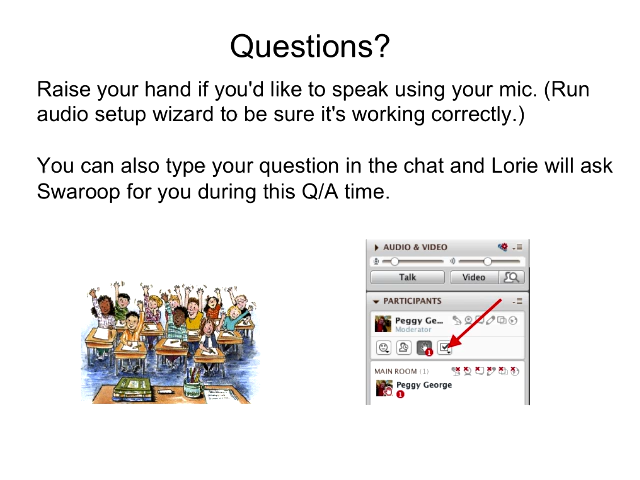 Questions?
Raise your hand if you'd like to speak using your mic. (Run
audio setup wizard to be sure it's working correctly.)
You can also type your question in the chat and Lorie will ask
Swaroop for you during this Q/A time.
AUDIO & VIDEO
Talk Video
PARTICIPANTS
Peggy Ge...
Moderator
1
MAIN ROOM (1)
Peggy George
1